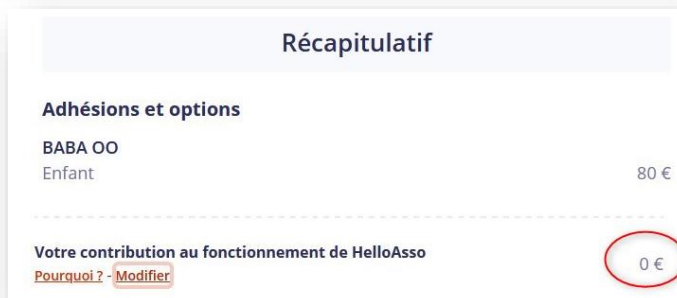 Récapitulatif
Adhésions et options
BABA OO
Enfant 80 €
Votre contribution au fonctionnement de HelloAsso
0 €
Pourquoi ? - Modifier